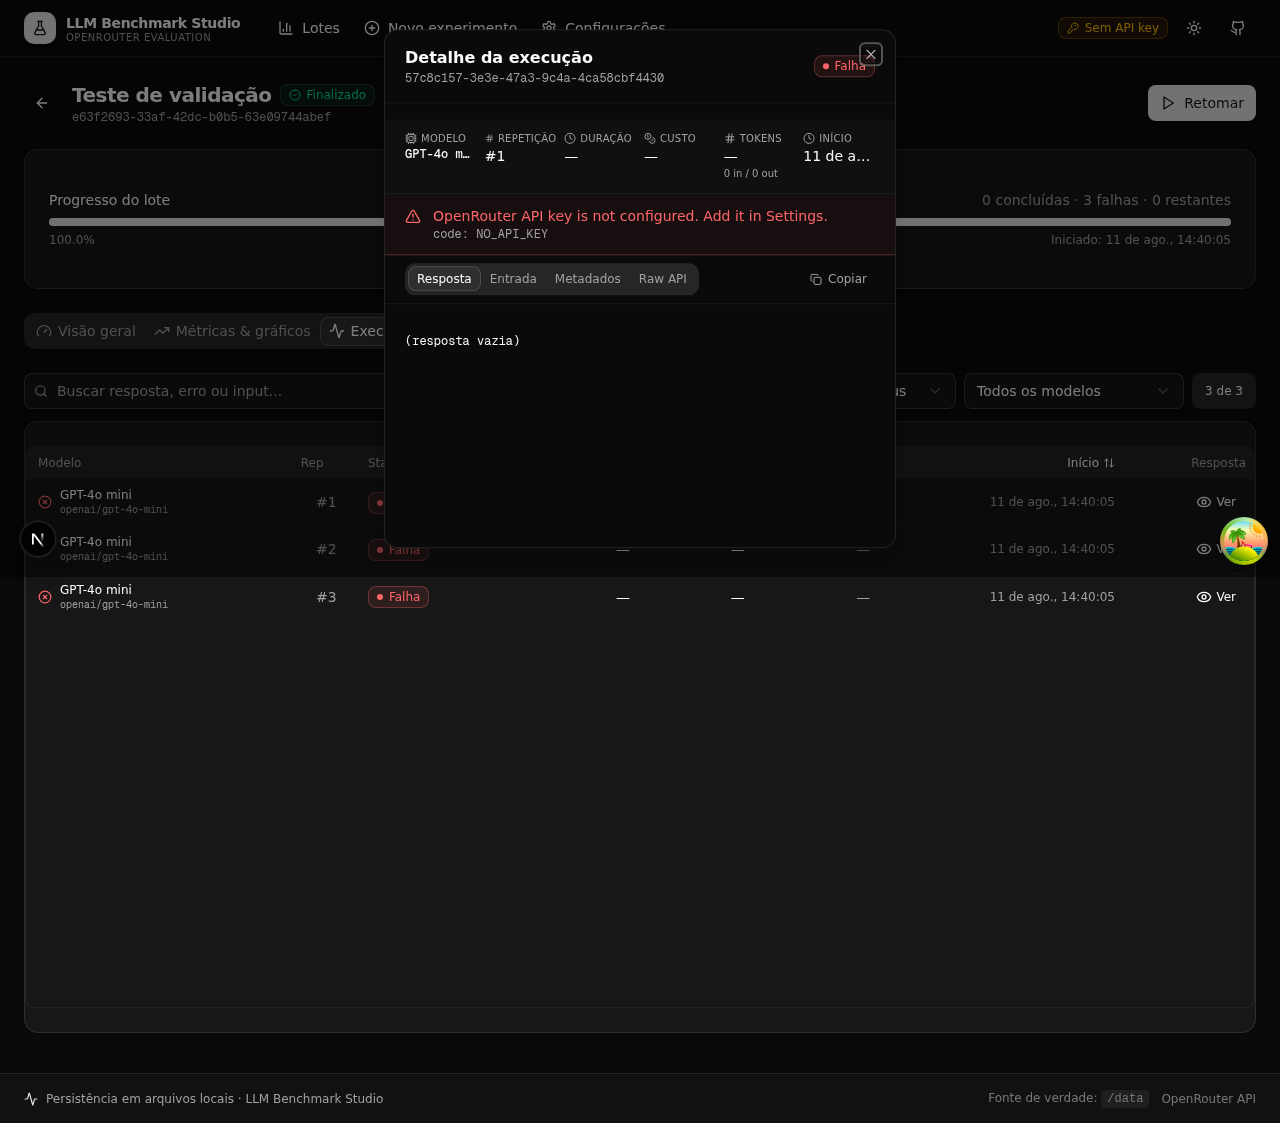 LLM Benchmark Studio
OPENROUTER EVALUATION
Lotes
Novo experimento
Configurações
Sem API key
Teste de validação
Finalizado
e63f2693-33af-42dc-b0b5-63e09744abef
Retomar
Progresso do lote
0 concluídas · 3 falhas · 0 restantes
100.0%
Iniciado: 11 de ago., 14:40:05
Visão geral
Métricas & gráficos
Exec
Buscar resposta, erro ou input...
Todos os modelos
3 de 3
Detalhe da execução
57c8c157-3e3e-47a3-9c4a-4ca58cbf4430
Falha
MODELO
GPT-4o m…
REPETIÇÃO
#1
DURAÇÃO
—
CUSTO
—
TOKENS
—
0 in / 0 out
INÍCIO
11 de a…
OpenRouter API key is not configured. Add it in Settings.
code: NO_API_KEY
Resposta
Entrada
Metadados
Raw API
Copiar
(resposta vazia)
Modelo
Rep
Sta
Início
Resposta
GPT-4o mini
openai/gpt-4o-mini
#1
11 de ago., 14:40:05
Ver
GPT-4o mini
openai/gpt-4o-mini
#2
Falha
—
—
—
11 de ago., 14:40:05
GPT-4o mini
openai/gpt-4o-mini
#3
Falha
—
—
—
11 de ago., 14:40:05
Ver
Persistência em arquivos locais · LLM Benchmark Studio
Fonte de verdade: /data
OpenRouter API